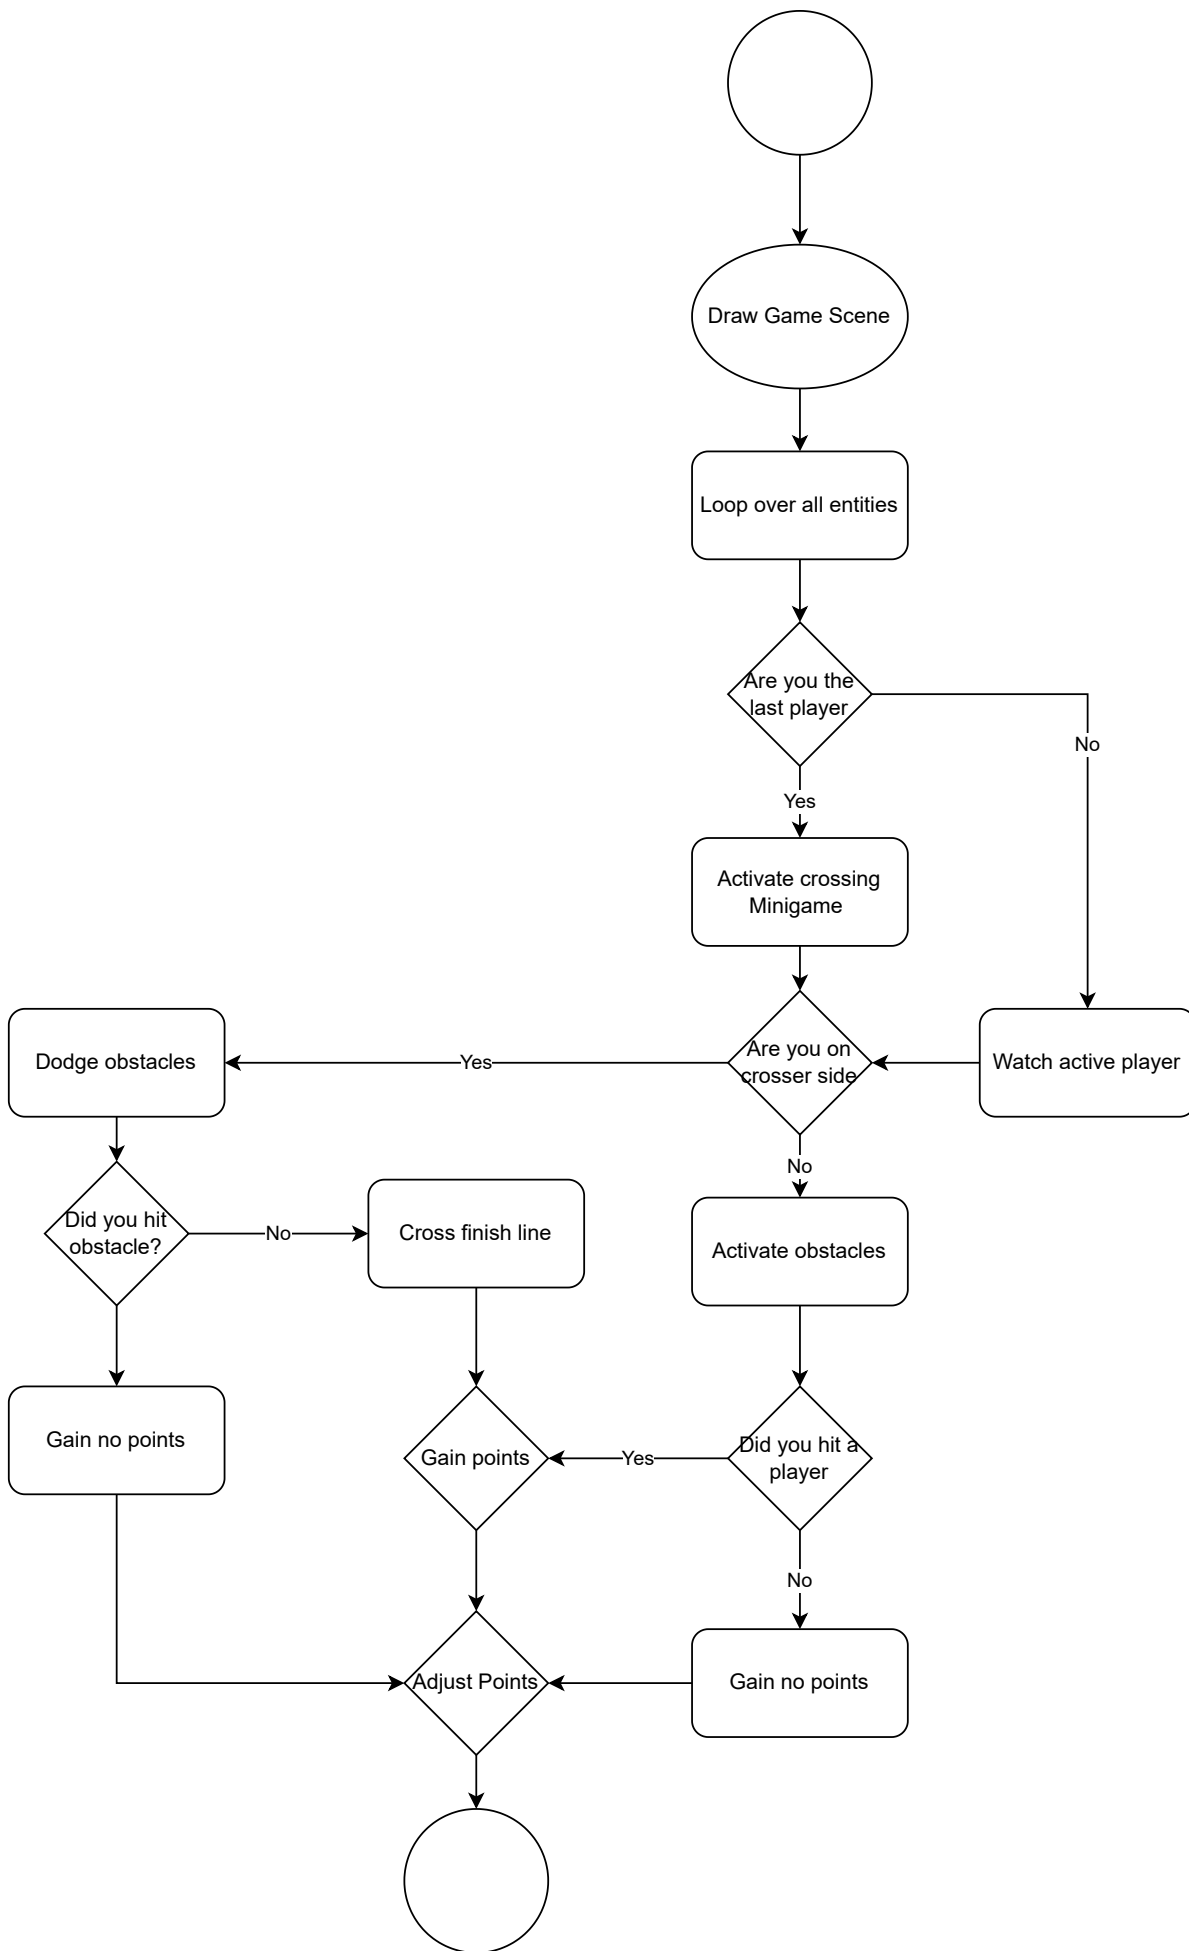 Draw Game Scene
Loop over all entities
Are you the
last player
No
Yes
Activate crossing
Minigame
Dodge obstacles
Yes
Are you on
crosser side
Watch active player
No
Did you hit
obstacle?
No
Cross finish line
Activate obstacles
Gain no points
Gain points
Yes
Did you hit a
player
No
Adjust Points
Gain no points